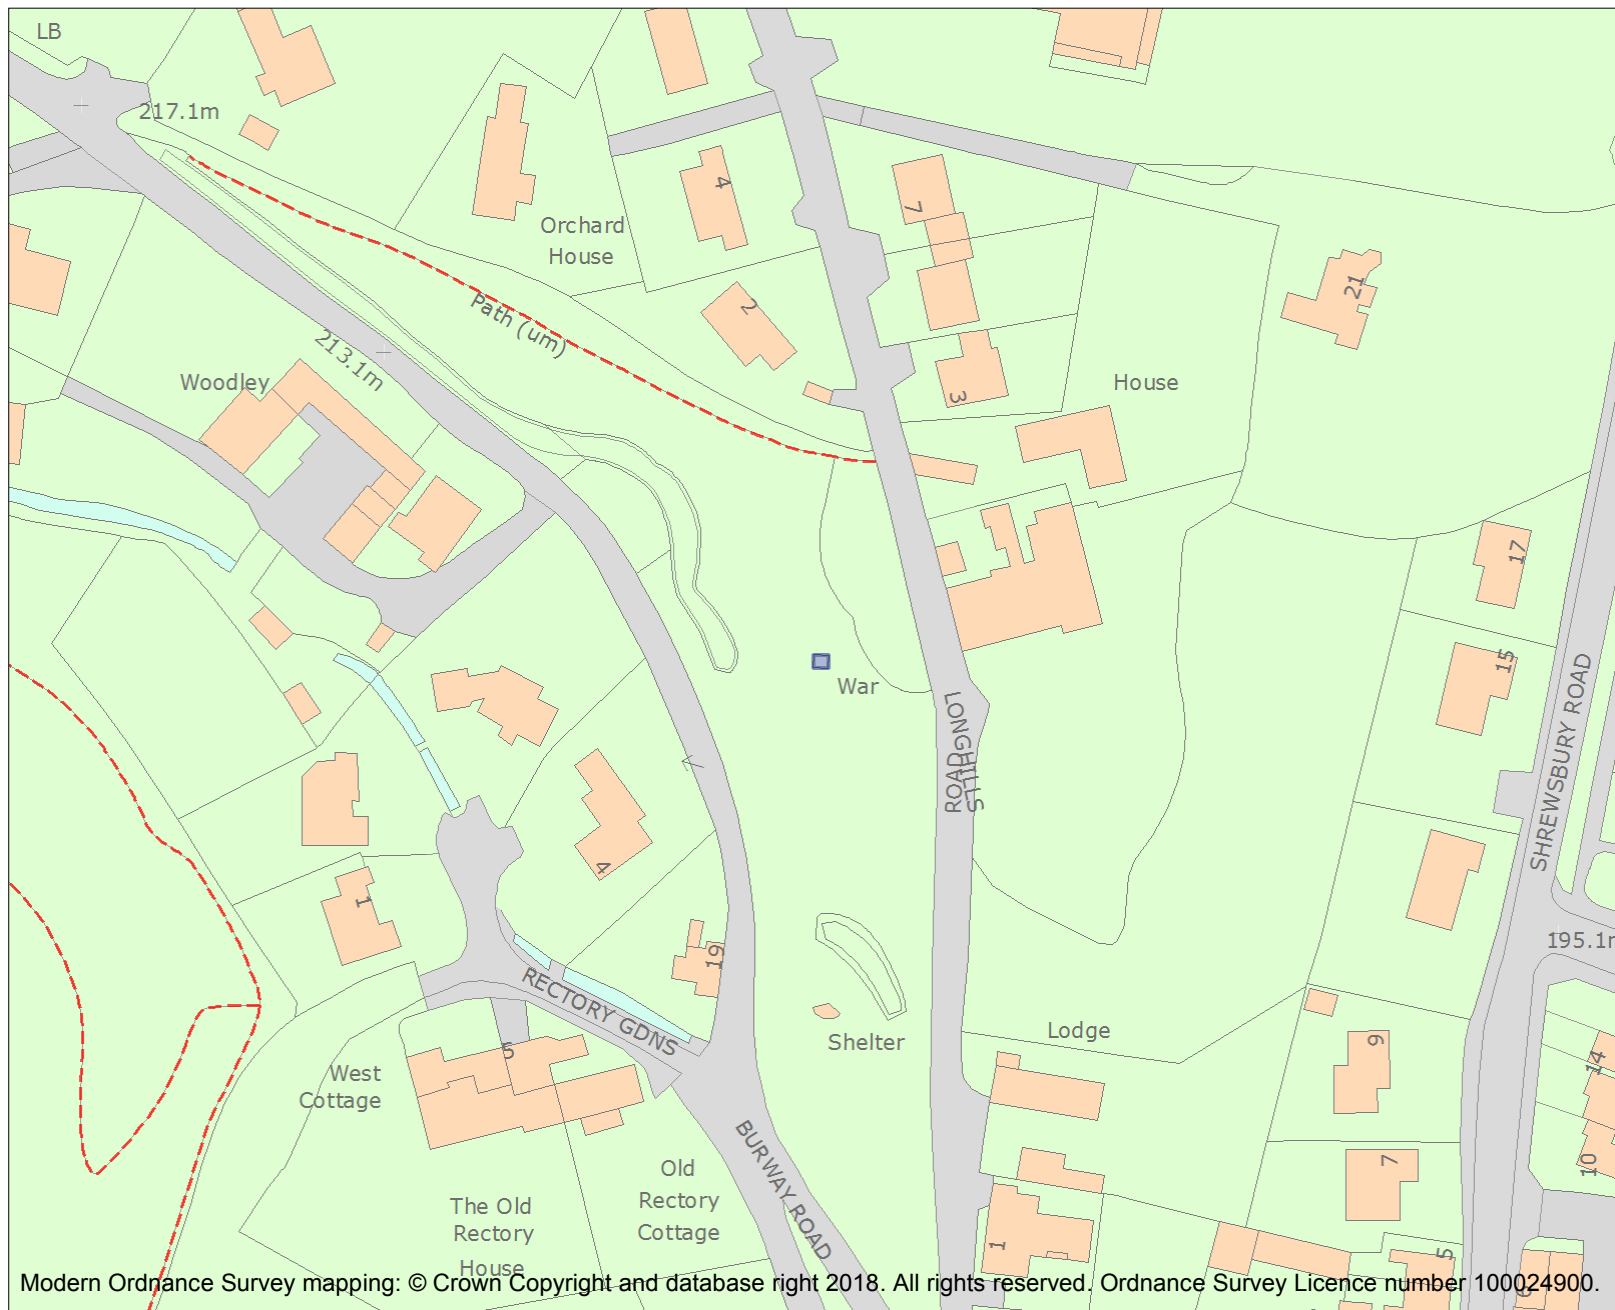 LB
217.1m
Orchard
House
4
7
2
Path (um)
213.1m
Woodley
3
House
21
17
15
War
LONGHILLS
ROAD
SHREWSBURY ROAD
4
1
19
195.1m
RECTORY GDNS
5
Shelter
Lodge
9
14
West
Cottage
BURWAY ROAD
7
10
Old
Rectory
Cottage
The Old
Rectory
House
1
5
Modern Ordnance Survey mapping: © Crown Copyright and database right 2018. All rights reserved. Ordnance Survey Licence number 100024900.